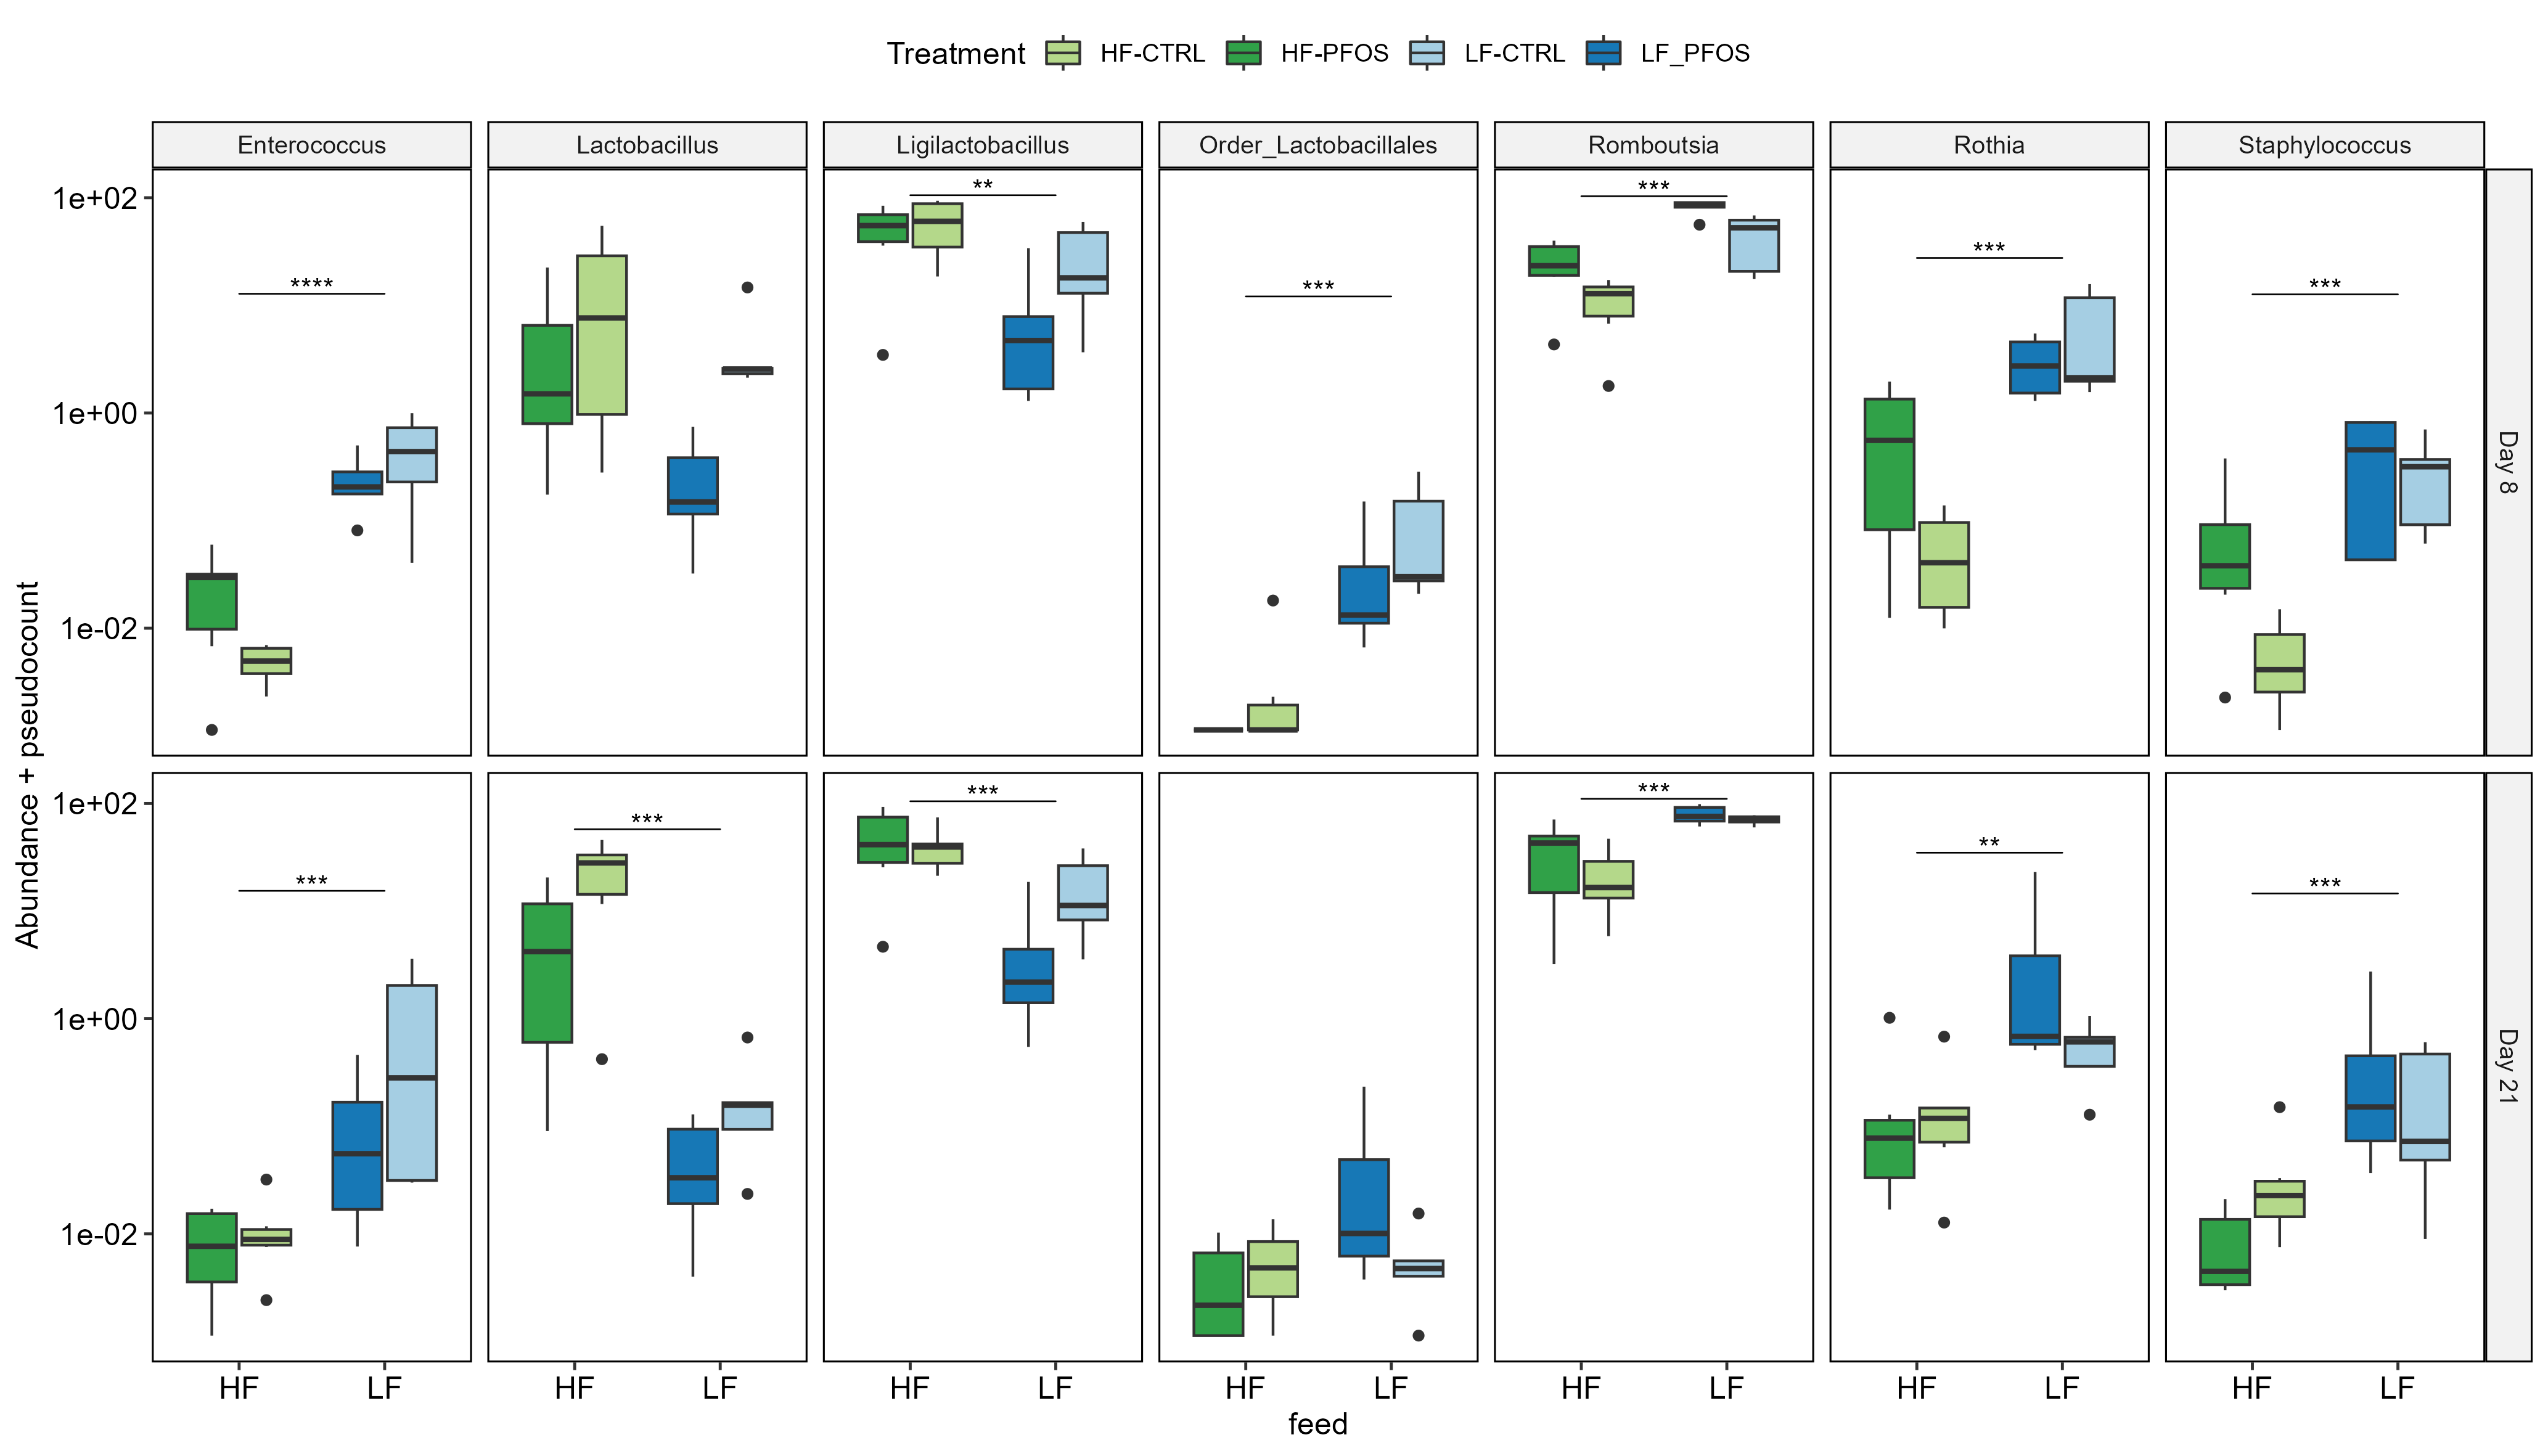 Treatment HF-CTRL HF-PFOS LF-CTRL LF_PFOS
Enterococcus Lactobacillus Ligilactobacillus Order_Lactobacillales Romboutsia Rothia Staphylococcus
Abundance + pseudocount
1e+02
1e+00
1e-02
**** ** *** *** *** ***
Day 8
1e+02
1e+00
1e-02
*** *** *** *** ** ***
Day 21
HF LF HF LF HF LF HF LF HF LF HF LF HF LF
feed